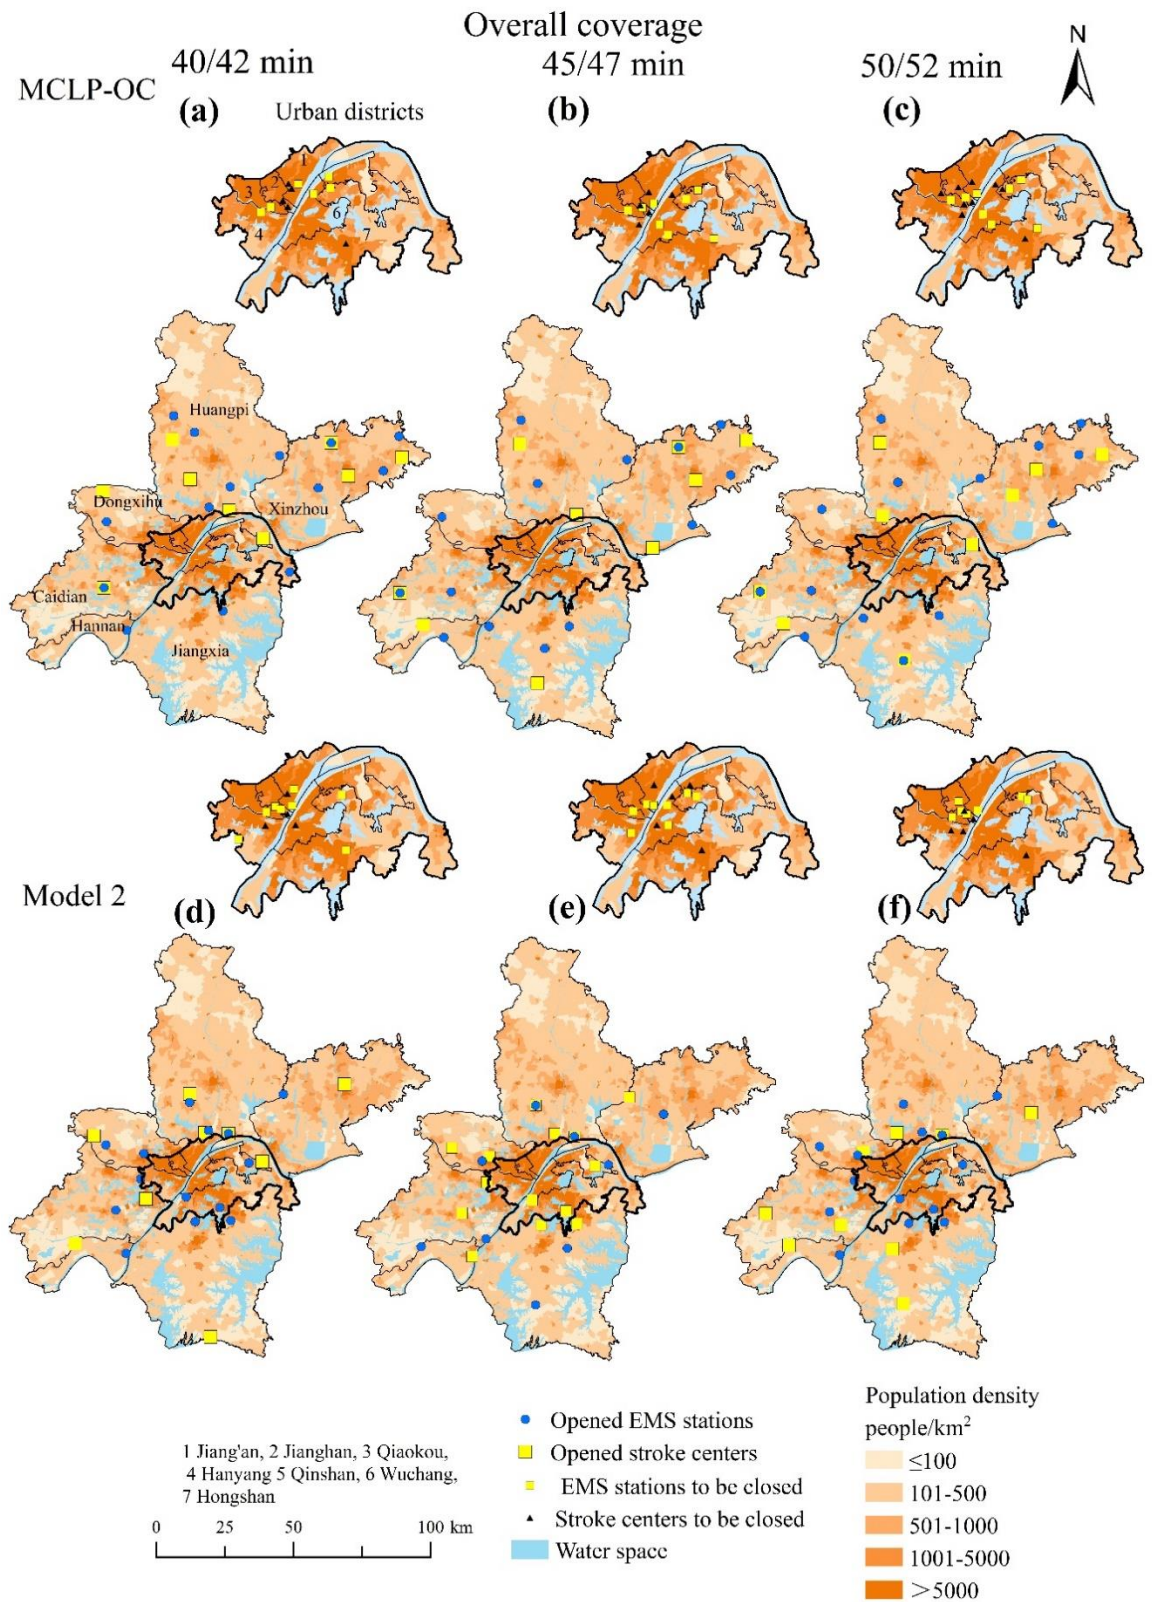 Overall coverage
N
40/42 min
45/47 min
50/52 min
MCLP-OC
(a)
(b)
(c)
Urban districts
1
2
3
4
5
6
7
Huangpi
Dongxihu
Xinzhou
Caidian
Hannan
Jiangxia
Model 2
(d)
(e)
(f)
1 Jiang'an, 2 Jianghan, 3 Qiaokou,
4 Hanyang 5 Qinshan, 6 Wuchang,
7 Hongshan
0 25 50 100 km
Opened EMS stations
Opened stroke centers
EMS stations to be closed
Stroke centers to be closed
Water space
Population density
people/km²
≤100
101-500
501-1000
1001-5000
>5000